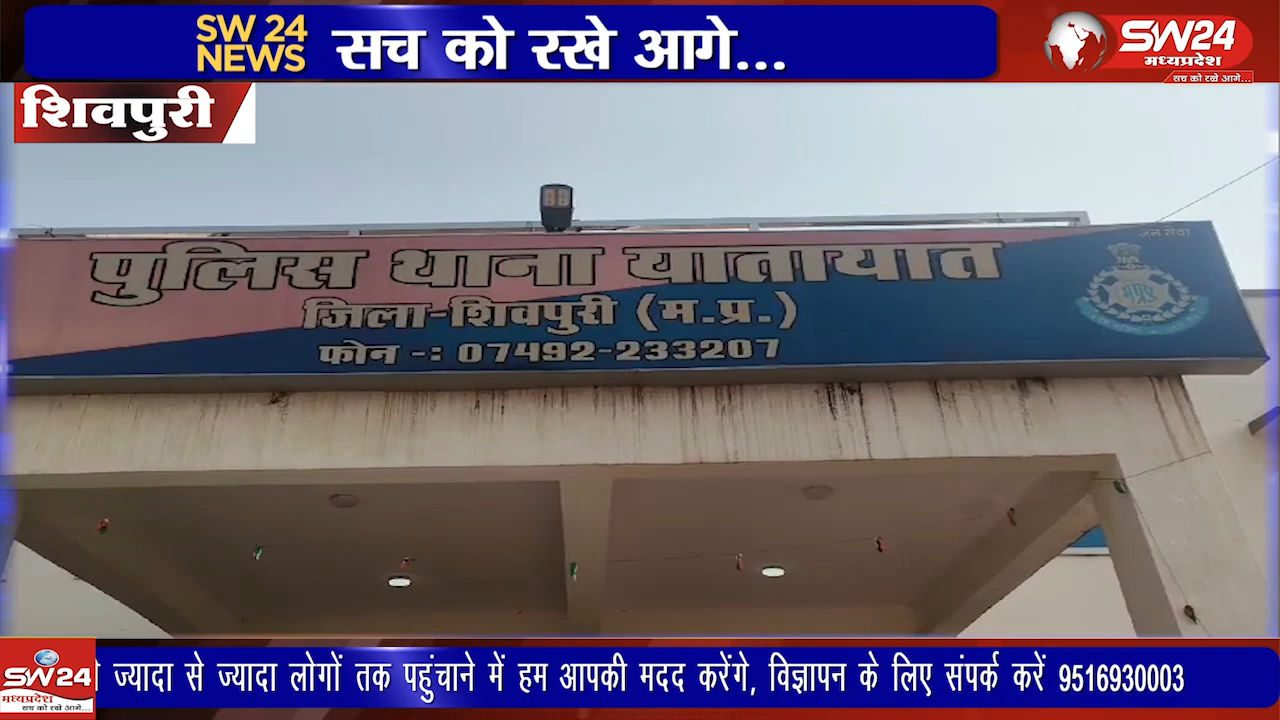 SW 24
NEWS
सच को रखे आगे...
SW24
मध्यप्रदेश
सच को रखे आगे...
शिवपुरी
जन सेवा
पुलिस थाना यातायात
जिला-शिवपुरी (म.प्र.)
फोन -: 07492-233207
SW24
मध्यप्रदेश
सच को रखे आगे...
ज्यादा से ज्यादा लोगों तक पहुंचाने में हम आपकी मदद करेंगे, विज्ञापन के लिए संपर्क करें 9516930003